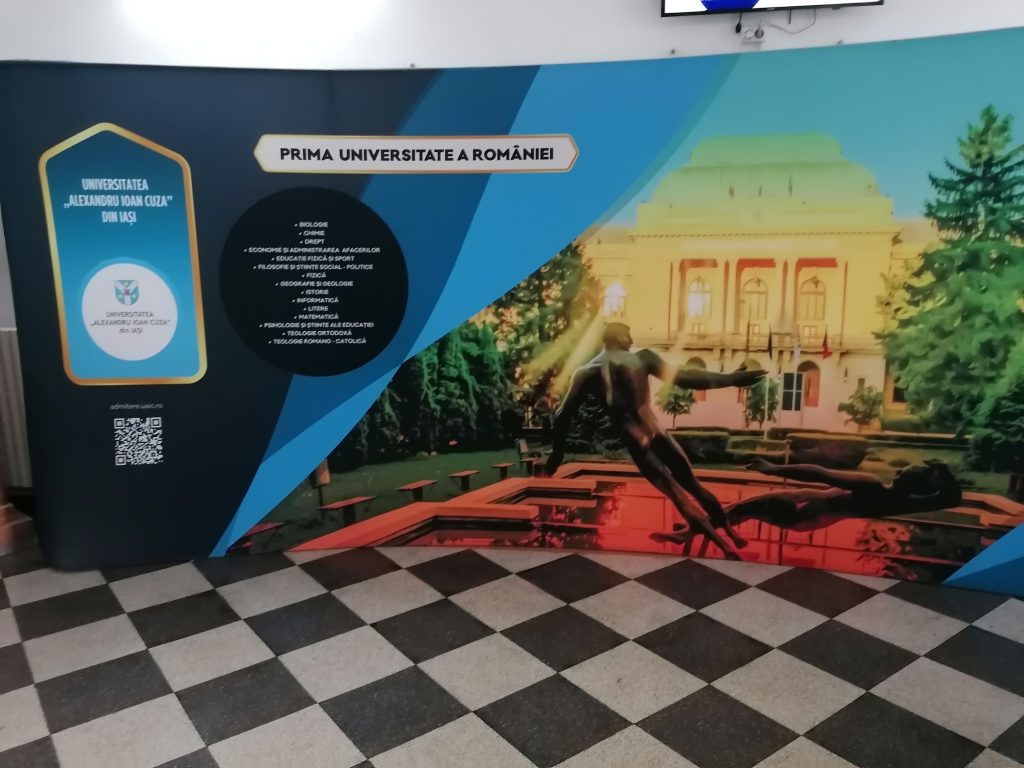 UNIVERSITATEA
„ALEXANDRU IOAN CUZA”
DIN IAȘI
UNIVERSITATEA
„ALEXANDRU IOAN CUZA”
din IAȘI
admitere.uaic.ro
PRIMA UNIVERSITATE A ROMÂNIEI
✓ BIOLOGIE
✓ CHIMIE
✓ DREPT
✓ ECONOMIE ȘI ADMINISTRAREA AFACERILOR
✓ EDUCAȚIE FIZICĂ ȘI SPORT
✓ FILOSOFIE ȘI ȘTIINȚE SOCIAL - POLITICE
✓ FIZICĂ
✓ GEOGRAFIE ȘI GEOLOGIE
✓ ISTORIE
✓ INFORMATICĂ
✓ LITERE
✓ MATEMATICĂ
✓ PSIHOLOGIE ȘI ȘTIINȚE ALE EDUCAȚIEI
✓ TEOLOGIE ORTODOXĂ
✓ TEOLOGIE ROMANO - CATOLICĂ